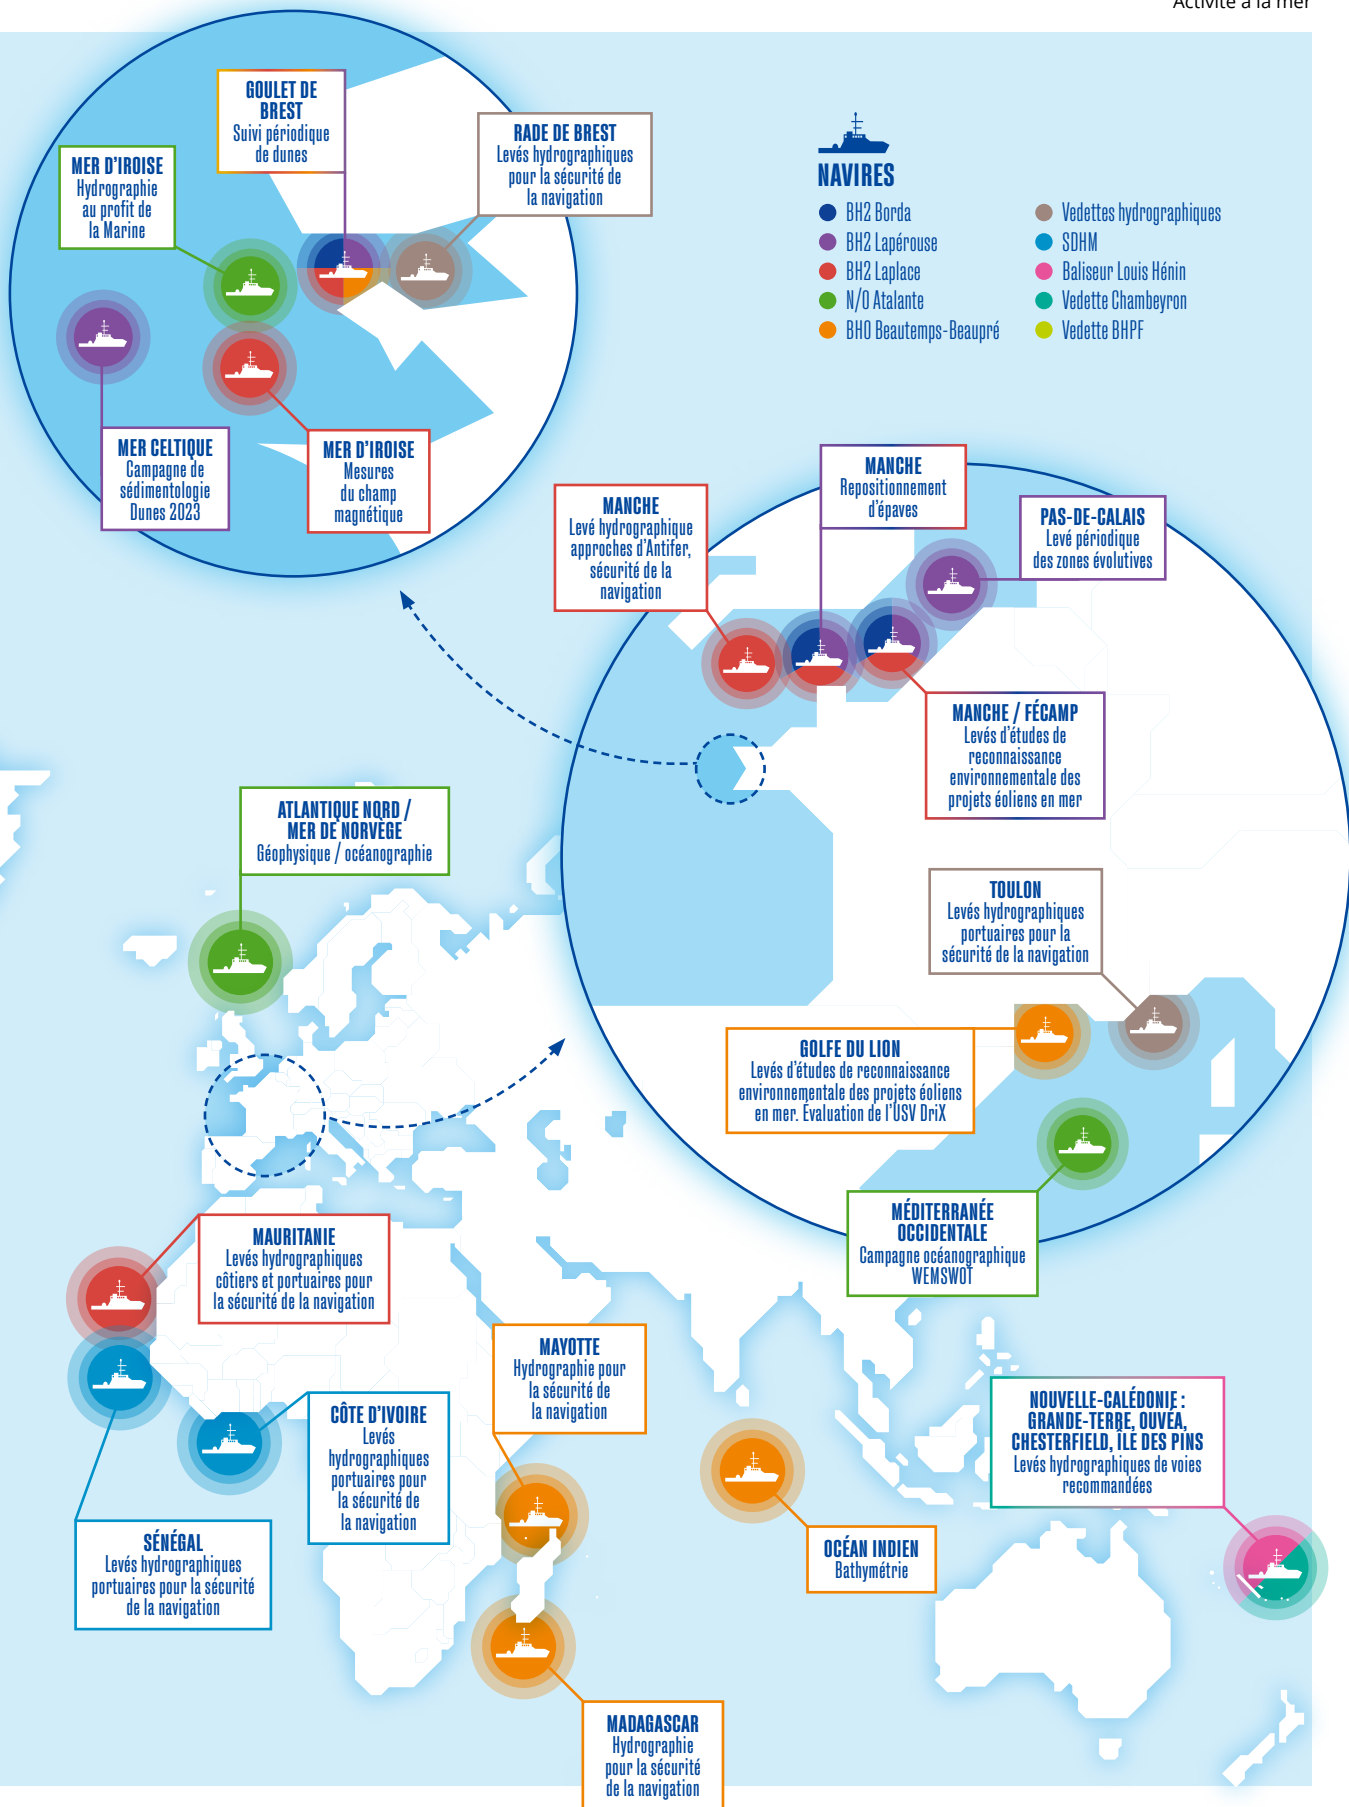 Activité à la mer
GOULET DE
BREST
Suivi périodique
de dunes
RADE DE BREST
Levés hydrographiques
pour la sécurité de
la navigation
MER D'IROISE
Hydrographie
au profit de
la Marine
MER CELTIQUE
Campagne de
sédimentologie
Dunes 2023
MER D'IROISE
Mesures
du champ
magnétique
NAVIRES
BH2 Borda
BH2 Lapérouse
BH2 Laplace
N/O Atalante
BHO Beautemps-Beaupré
Vedettes hydrographiques
SDHM
Baliseur Louis Hénin
Vedette Chambeyron
Vedette BHPF
MANCHE
Levé hydrographique
approches d'Antifer,
sécurité de la
navigation
MANCHE
Repositionnement
d'épaves
PAS-DE-CALAIS
Levé périodique
des zones évolutives
MANCHE / FÉCAMP
Levés d'études de
reconnaissance
environnementale des
projets éoliens en mer
ATLANTIQUE NORD /
MER DE NORVÈGE
Géophysique / océanographie
TOULON
Levés hydrographiques
portuaires pour la
sécurité de la navigation
GOLFE DU LION
Levés d'études de reconnaissance
environnementale des projets éoliens
en mer. Évaluation de l'USV DriX
MÉDITERRANÉE
OCCIDENTALE
Campagne océanographique
WEMSWOT
MAURITANIE
Levés hydrographiques
côtiers et portuaires pour
la sécurité de la navigation
MAYOTTE
Hydrographie pour
la sécurité de
la navigation
CÔTE D'IVOIRE
Levés
hydrographiques
portuaires pour
la sécurité de
la navigation
NOUVELLE-CALÉDONIE :
GRANDE-TERRE, OUVÉA,
CHESTERFIELD, ÎLE DES PINS
Levés hydrographiques de voies
recommandées
SÉNÉGAL
Levés hydrographiques
portuaires pour la sécurité
de la navigation
OCÉAN INDIEN
Bathymétrie
MADAGASCAR
Hydrographie
pour la sécurité
de la navigation